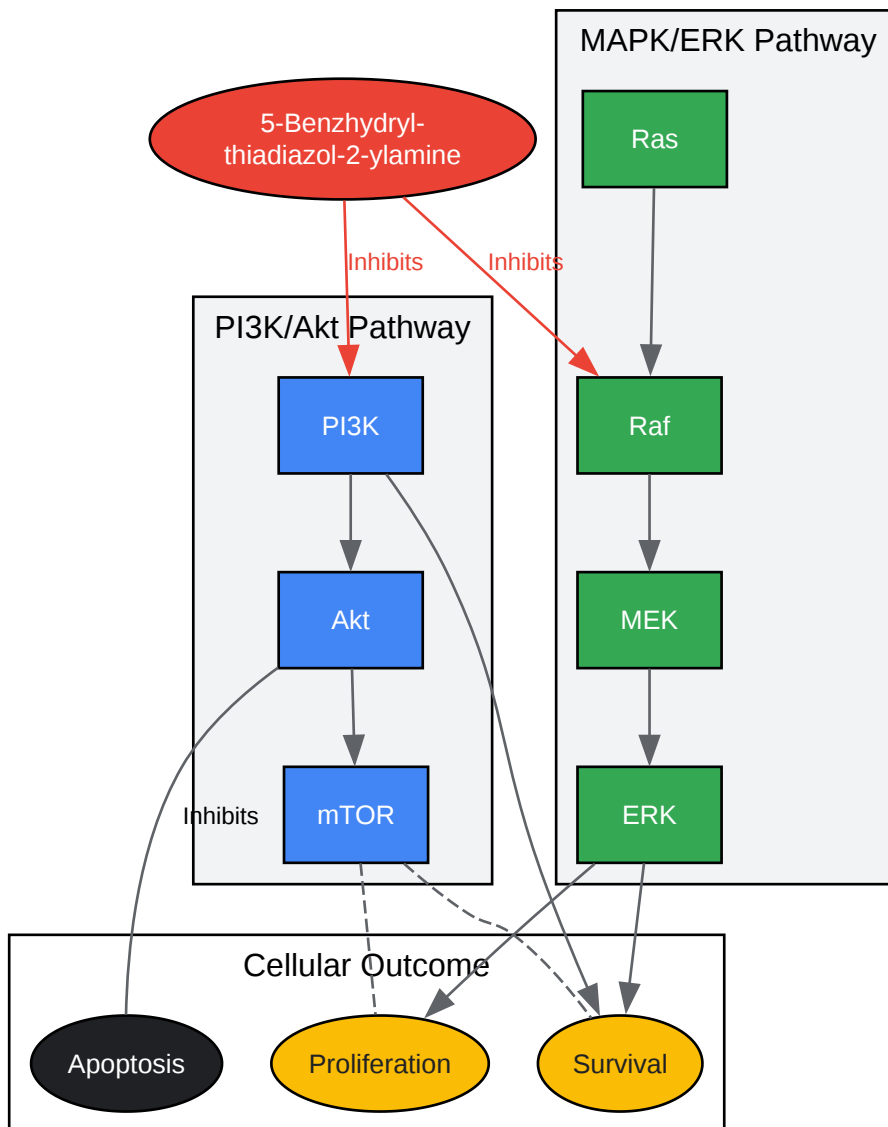 MAPK/ERK Pathway
5-Benzhydryl-
thiadiazol-2-ylamine
Ras
Inhibits
Inhibits
PI3K/Akt Pathway
PI3K
Raf
Akt
MEK
Inhibits
mTOR
ERK
Cellular Outcome
Apoptosis
Proliferation
Survival